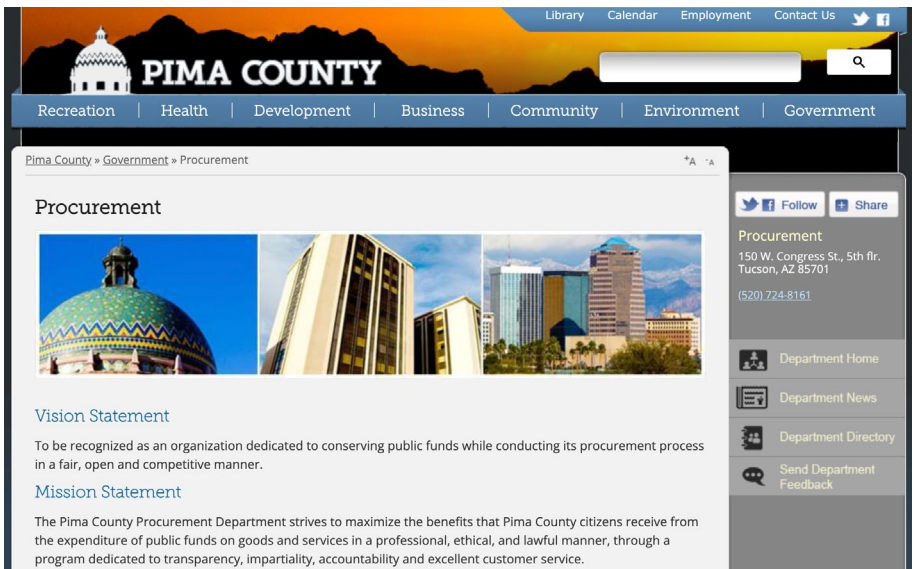 Library Calendar Employment Contact Us
PIMA COUNTY
Recreation Health Development Business Community Environment Government
Pima County » Government » Procurement
+A -A
Procurement
Vision Statement
To be recognized as an organization dedicated to conserving public funds while conducting its procurement process
in a fair, open and competitive manner.
Mission Statement
The Pima County Procurement Department strives to maximize the benefits that Pima County citizens receive from
the expenditure of public funds on goods and services in a professional, ethical, and lawful manner, through a
program dedicated to transparency, impartiality, accountability and excellent customer service.
Follow
Share
Procurement
150 W. Congress St., 5th flr.
Tucson, AZ 85701
(520) 724-8161
Department Home
Department News
Department Directory
Send Department
Feedback